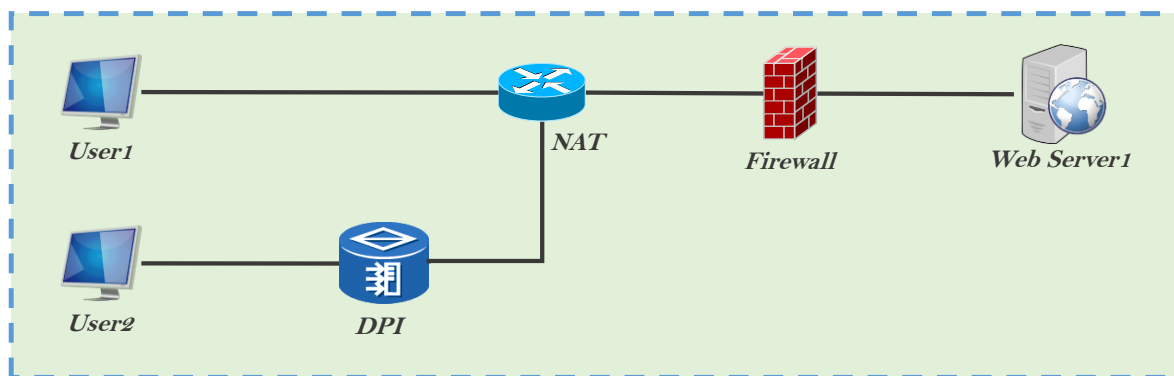 User1
NAT
Firewall
Web Server1
User2
DPI